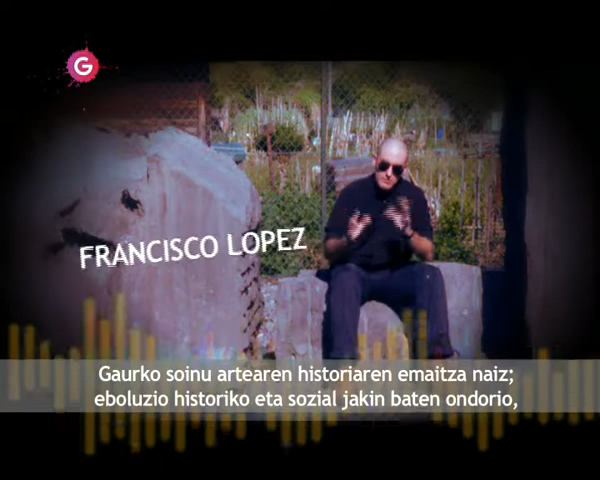 G
FRANCISCO LOPEZ
Gaurko soinu artearen historiaren emaitza naiz;
eboluzio historiko eta sozial jakin baten ondorio,